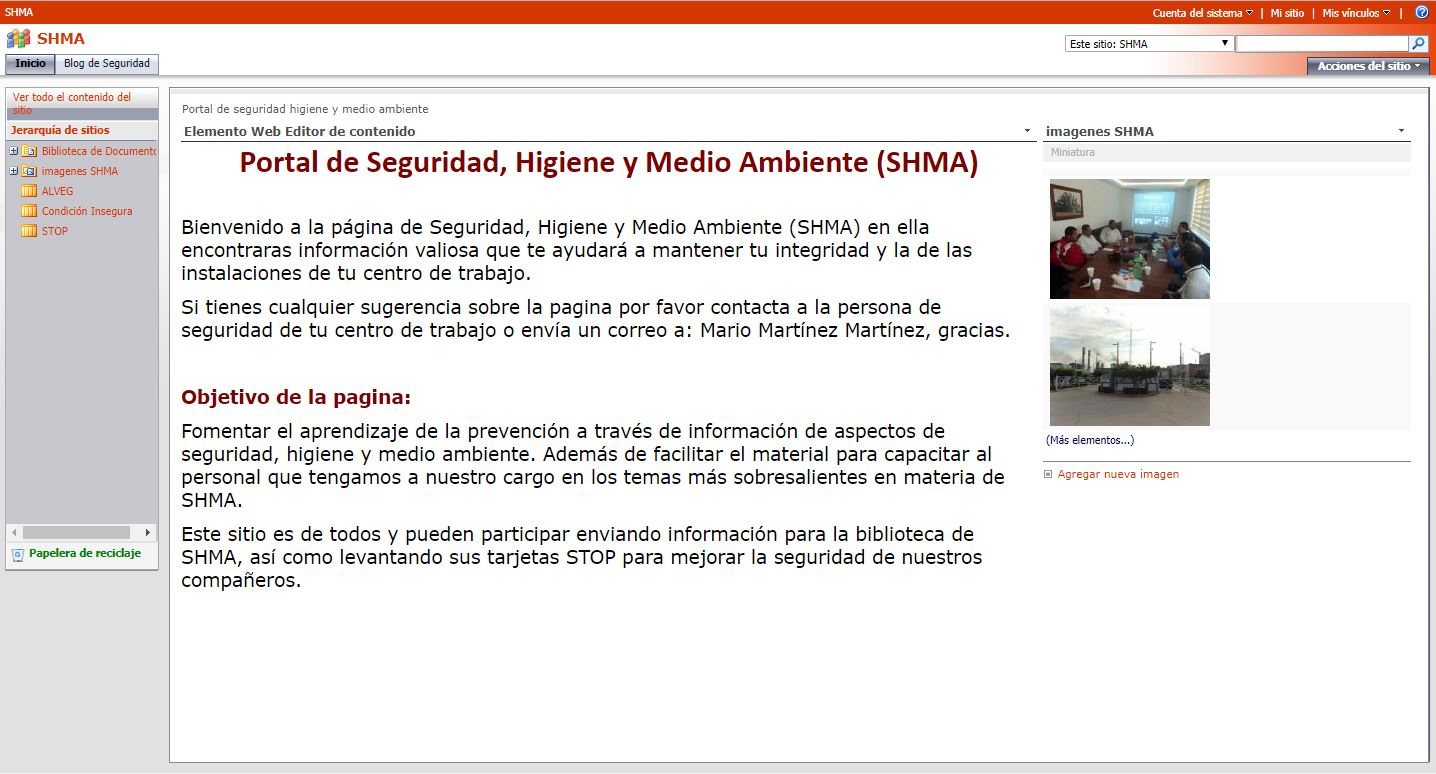 SHMA
Cuenta del sistema | Mi sitio | Mis vínculos |
SHMA
Este sitio: SHMA
Inicio
Blog de Seguridad
Acciones del sitio
Ver todo el contenido del
sitio
Jerarquía de sitios
Biblioteca de Documento
imagenes SHMA
ALVEG
Condición Insegura
STOP
Papelera de reciclaje
Portal de seguridad higiene y medio ambiente
Elemento Web Editor de contenido
Portal de Seguridad, Higiene y Medio Ambiente (SHMA)
Bienvenido a la página de Seguridad, Higiene y Medio Ambiente (SHMA) en ella
encontraras información valiosa que te ayudará a mantener tu integridad y la de las
instalaciones de tu centro de trabajo.
Si tienes cualquier sugerencia sobre la pagina por favor contacta a la persona de
seguridad de tu centro de trabajo o envía un correo a: Mario Martínez Martínez, gracias.
Objetivo de la pagina:
Fomentar el aprendizaje de la prevención a través de información de aspectos de
seguridad, higiene y medio ambiente. Además de facilitar el material para capacitar al
personal que tengamos a nuestro cargo en los temas más sobresalientes en materia de
SHMA.
Este sitio es de todos y pueden participar enviando información para la biblioteca de
SHMA, así como levantando sus tarjetas STOP para mejorar la seguridad de nuestros
compañeros.
imagenes SHMA
Miniatura
(Más elementos...)
Agregar nueva imagen